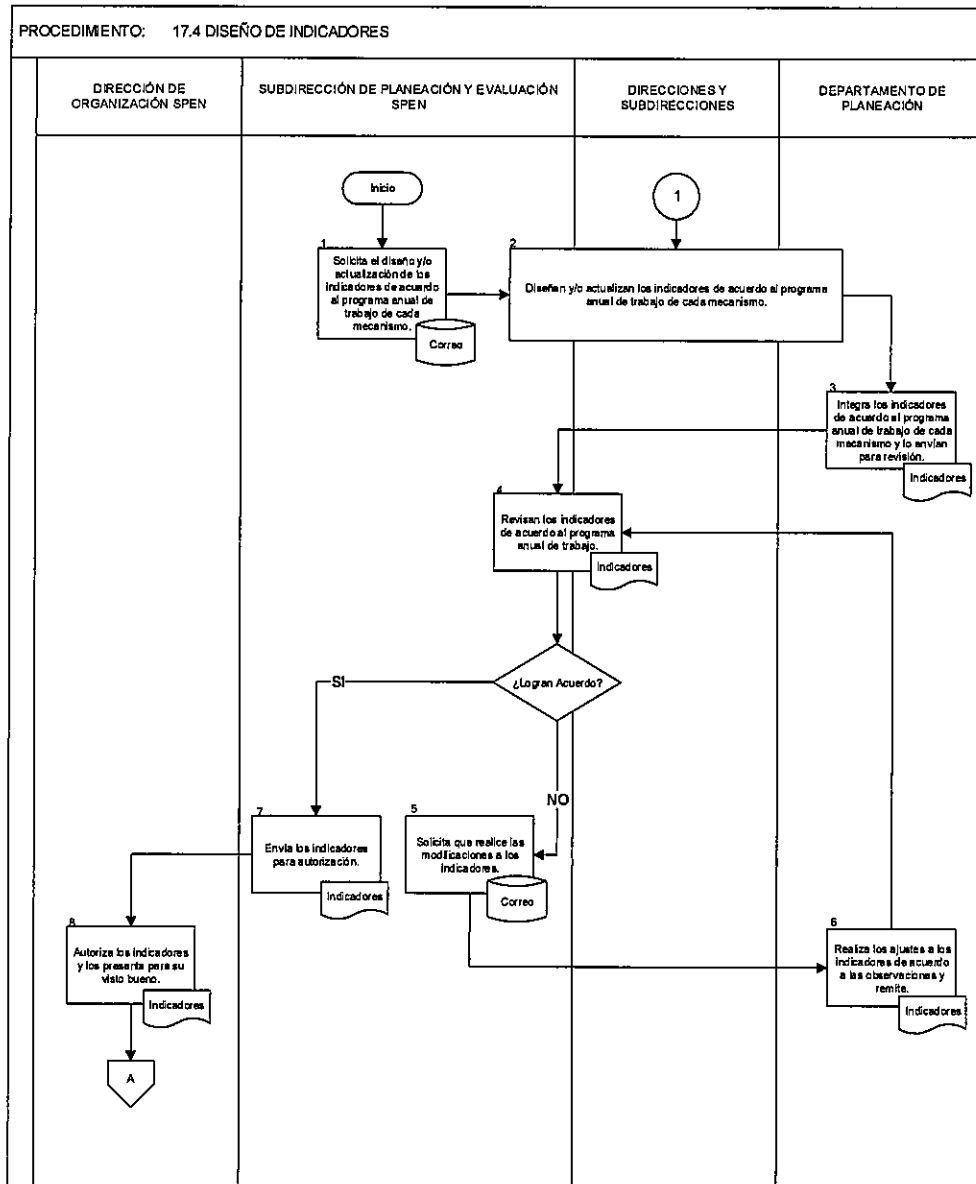 PROCEDIMIENTO: 17.4 DISEÑO DE INDICADORES
DIRECCIÓN DE
ORGANIZACIÓN SPEN
SUBDIRECCIÓN DE PLANEACIÓN Y EVALUACIÓN
SPEN
DIRECCIONES Y
SUBDIRECCIONES
DEPARTAMENTO DE
PLANEACIÓN
Inicio
1
1
Solicita el diseño y/o
actualización de los
indicadores de acuerdo
al programa anual de
trabajo de cada
mecanismo.
Correo
2
Diseñan y/o actualizan los indicadores de acuerdo al programa
anual de trabajo de cada mecanismo.
3
Integra los indicadores
de acuerdo al programa
anual de trabajo de cada
mecanismo y lo envían
para revisión.
Indicadores
4
Revisan los indicadores
de acuerdo al programa
anual de trabajo.
Indicadores
¿Logran Acuerdo?
SI
NO
7
Envía los indicadores
para autorización.
Indicadores
5
Solicita que realice las
modificaciones a los
indicadores.
Correo
8
Autoriza los indicadores
y los presenta para su
visto bueno.
Indicadores
6
Realiza los ajustes a los
indicadores de acuerdo
a las observaciones y
remite.
Indicadores
A